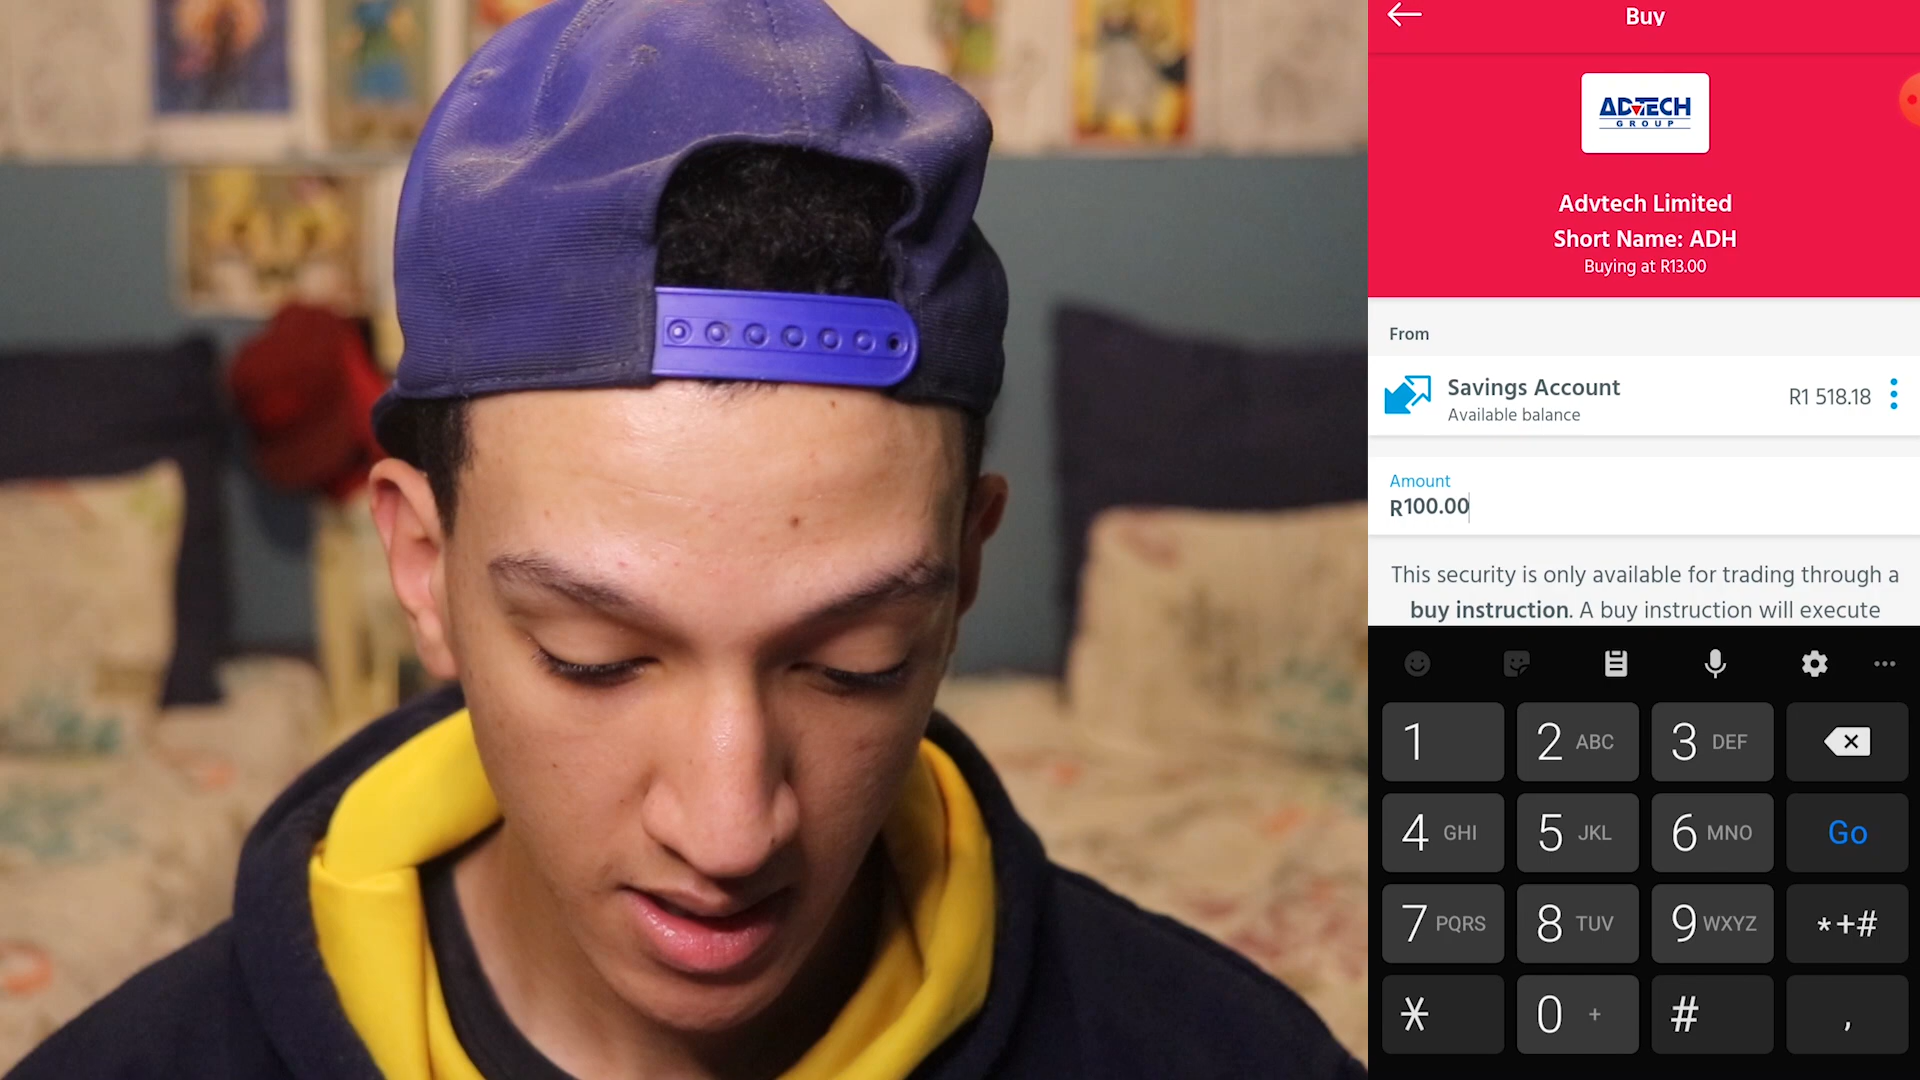 Buy
ADVTECH
GROUP
Advtech Limited
Short Name: ADH
Buying at R13.00
From
Savings Account
R1 518.18
Available balance
Amount
R100.00
This security is only available for trading through a
buy instruction. A buy instruction will execute
1
2 ABC
3 DEF
4 GHI
5 JKL
6 MNO
Go
7 PQRS
8 TUV
9 WXYZ
*+#
*
0 +
#
,